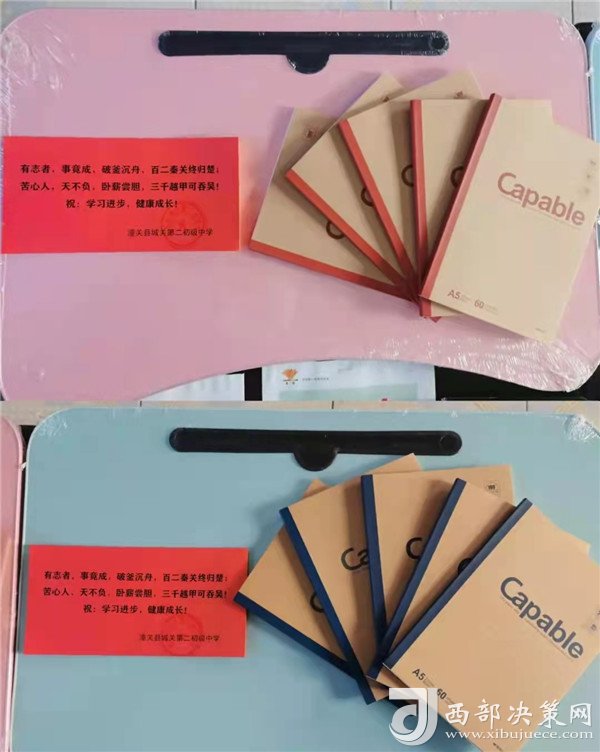 有志者，事竟成，破釜沉舟，百二秦关终归楚；
苦心人，天不负，卧薪尝胆，三千越甲可吞吴！
祝：学习进步，健康成长！
潼关县城关第二初级中学
Capable
A5
60
有志者，事竟成，破釜沉舟，百二秦关终归楚；
苦心人，天不负，卧薪尝胆，三千越甲可吞吴！
祝：学习进步，健康成长！
潼关县城关第二初级中学
Ca
Capable
A5
60
西部决策网
www.xibujuece.com